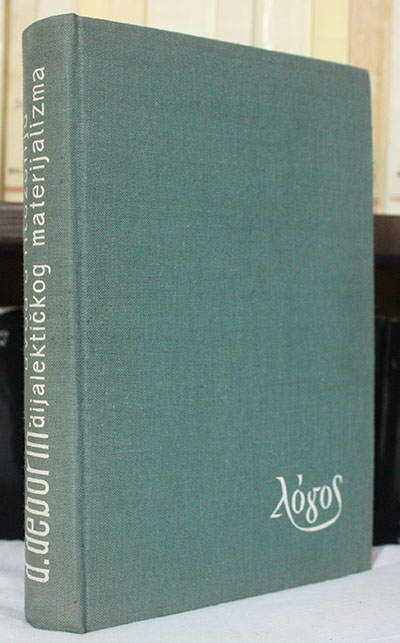 a. deborin
dijalektičkog materijalizma
λόγος